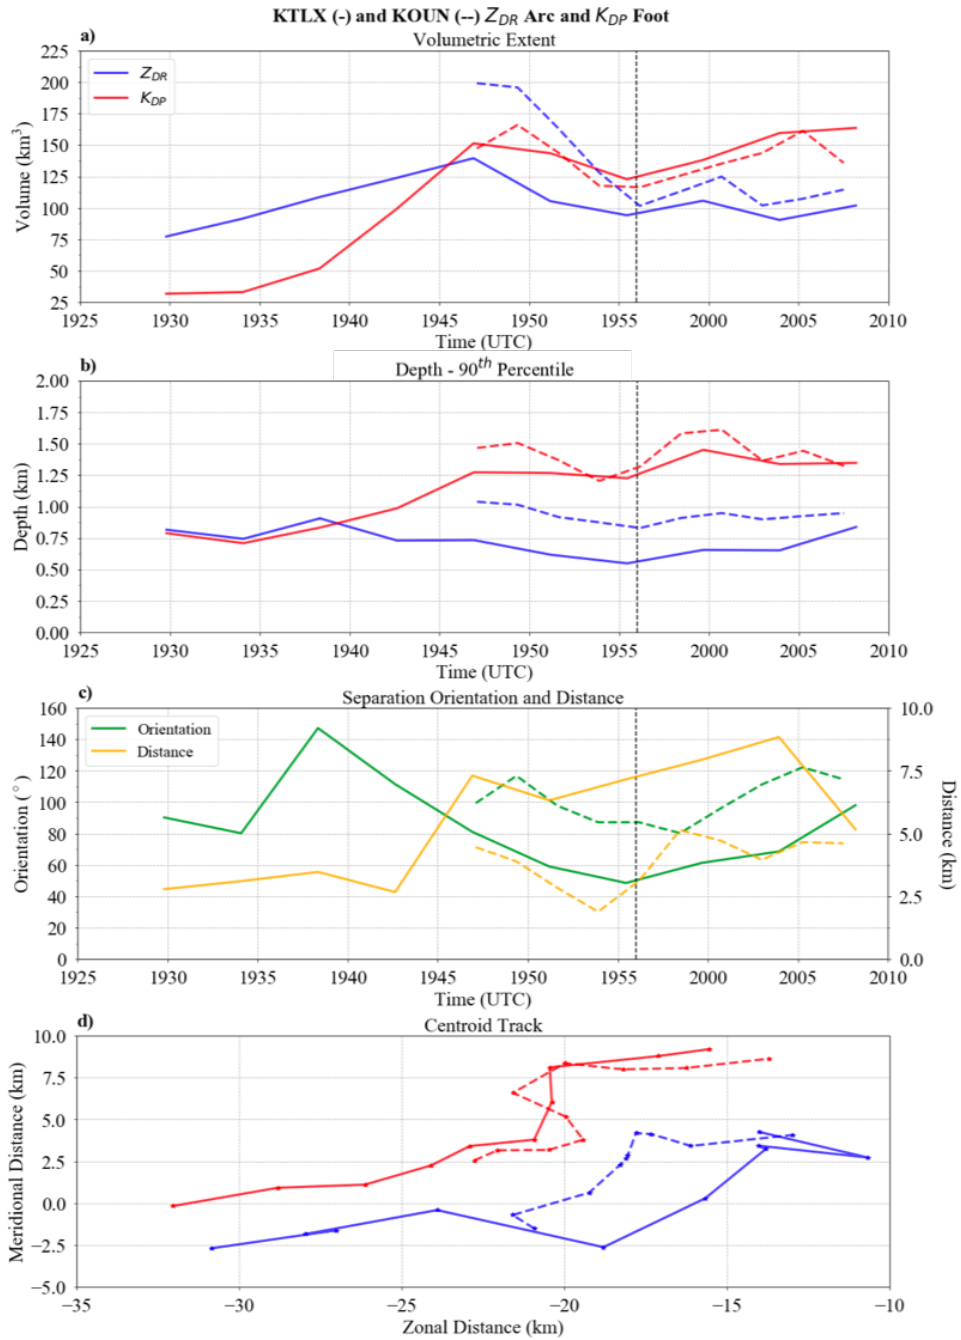 KTLX (-) and KOUN (--) Z_DR Arc and K_DP Foot
a)
Volumetric Extent
225
200
175
150
125
100
75
50
25
Volume (km³)
Z_DR
K_DP
1925 1930 1935 1940 1945 1950 1955 2000 2005 2010
Time (UTC)
b)
Depth - 90th Percentile
2.00
1.75
1.50
1.25
1.00
0.75
0.50
0.25
0.00
Depth (km)
1925 1930 1935 1940 1945 1950 1955 2000 2005 2010
Time (UTC)
c)
Separation Orientation and Distance
160
140
120
100
80
60
40
20
0
Orientation (°)
Orientation
Distance
10.0
7.5
5.0
2.5
0.0
Distance (km)
1925 1930 1935 1940 1945 1950 1955 2000 2005 2010
Time (UTC)
d)
Centroid Track
10.0
7.5
5.0
2.5
0.0
−2.5
−5.0
Meridional Distance (km)
−35 −30 −25 −20 −15 −10
Zonal Distance (km)